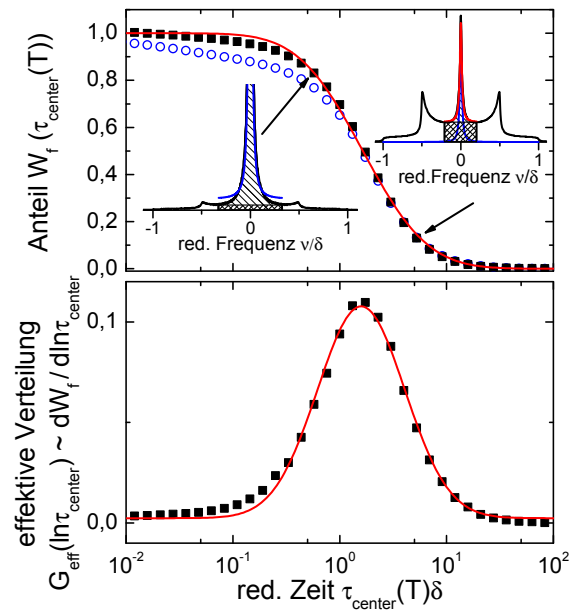 1,0
0,8
0,6
0,4
0,2
0,0
Anteil W_f (τ_center(T))
-1 0 1
red. Frequenz ν/δ
-1 0 1
red.Frequenz ν/δ
0,1
0,0
effektive Verteilung
G_eff(lnτ_center) ~ dW_f / dlnτ_center
10^-2 10^-1 10^0 10^1 10^2
red. Zeit τ_center(T)δ